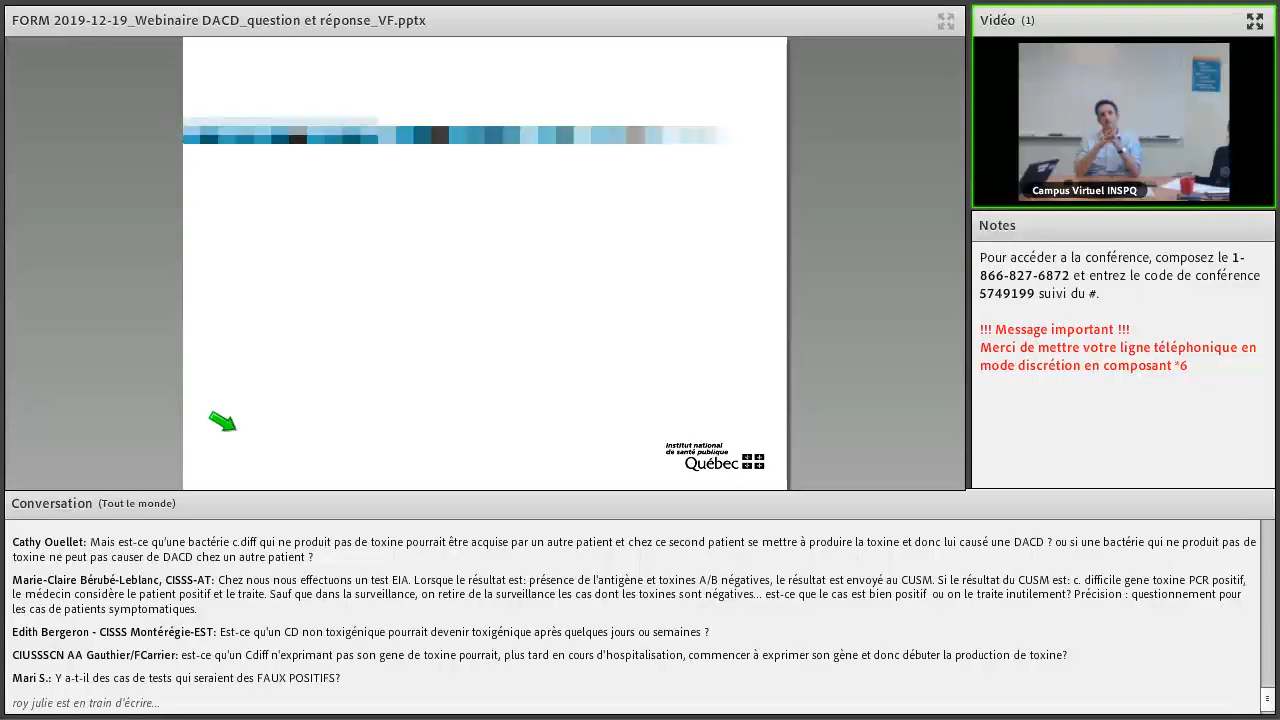 FORM 2019-12-19_Webinaire DACD_question et réponse_VF.pptx
Institut national
de santé publique
Québec
Vidéo (1)
Campus Virtuel INSPQ
Notes
Pour accéder a la conférence, composez le 1-
866-827-6872 et entrez le code de conférence
5749199 suivi du #.
!!! Message important !!!
Merci de mettre votre ligne téléphonique en
mode discrétion en composant *6
Conversation (Tout le monde)
Cathy Ouellet: Mais est-ce qu'une bactérie c.diff qui ne produit pas de toxine pourrait être acquise par un autre patient et chez ce second patient se mettre à produire la toxine et donc lui causé une DACD ? ou si une bactérie qui ne produit pas de
toxine ne peut pas causer de DACD chez un autre patient ?
Marie-Claire Bérubé-Leblanc, CISSS-AT: Chez nous nous effectuons un test EIA. Lorsque le résultat est: présence de l'antigène et toxines A/B négatives, le résultat est envoyé au CUSM. Si le résultat du CUSM est: c. difficile gene toxine PCR positif,
le médecin considère le patient positif et le traite. Sauf que dans la surveillance, on retire de la surveillance les cas dont les toxines sont négatives... est-ce que le cas est bien positif ou on le traite inutilement? Précision : questionnement pour
les cas de patients symptomatiques.
Edith Bergeron - CISSS Montérégie-EST: Est-ce qu'un CD non toxigénique pourrait devenir toxigénique après quelques jours ou semaines ?
CIUSSSCN AA Gauthier/FCarrier: est-ce qu'un Cdiff n'exprimant pas son gene de toxine pourrait, plus tard en cours d'hospitalisation, commencer à exprimer son gène et donc débuter la production de toxine?
Mari S.: Y a-t-il des cas de tests qui seraient des FAUX POSITIFS?
roy julie est en train d'écrire...